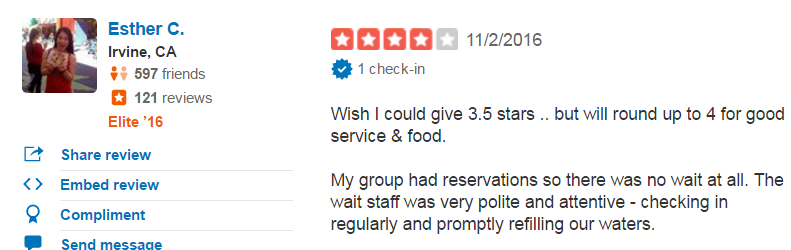 Esther C.
Irvine, CA
597 friends
121 reviews
Elite ’16
Share review
Embed review
Compliment
Send message
11/2/2016
1 check-in
Wish I could give 3.5 stars .. but will round up to 4 for good
service & food.
My group had reservations so there was no wait at all. The
wait staff was very polite and attentive - checking in
regularly and promptly refilling our waters.